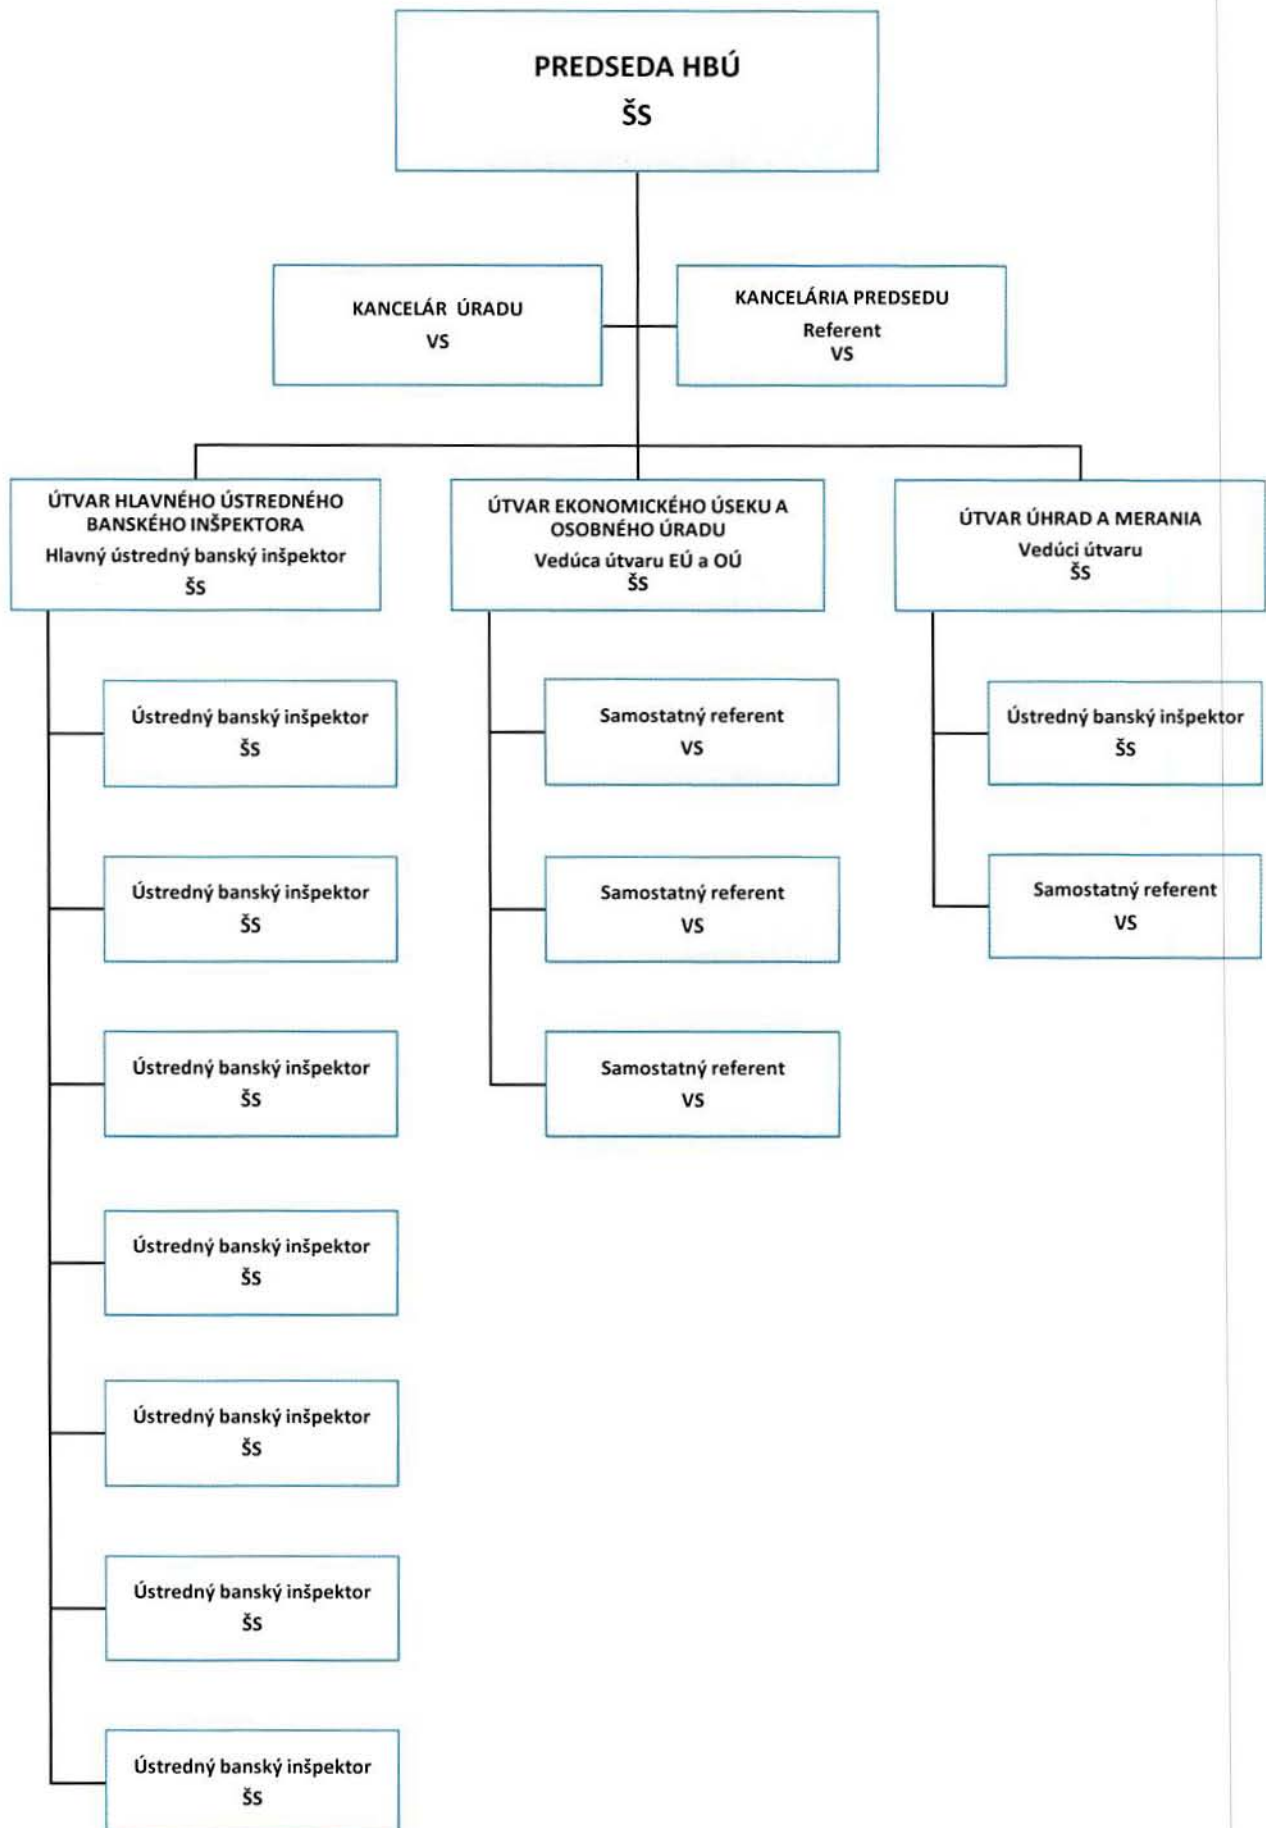 PREDSEDA HBÚ
ŠS
KANCELÁR ÚRADU
VS
KANCELÁRIA PREDSEDU
Referent
VS
ÚTVAR HLAVNÉHO ÚSTREDNÉHO
BANSKÉHO INŠPEKTORA
Hlavný ústredný banský inšpektor
ŠS
ÚTVAR EKONOMICKÉHO ÚSEKU A
OSOBNÉHO ÚRADU
Vedúca útvaru EÚ a OÚ
ŠS
ÚTVAR ÚHRAD A MERANIA
Vedúci útvaru
ŠS
Ústredný banský inšpektor
ŠS
Ústredný banský inšpektor
ŠS
Ústredný banský inšpektor
ŠS
Ústredný banský inšpektor
ŠS
Ústredný banský inšpektor
ŠS
Ústredný banský inšpektor
ŠS
Ústredný banský inšpektor
ŠS
Samostatný referent
VS
Samostatný referent
VS
Samostatný referent
VS
Ústredný banský inšpektor
ŠS
Samostatný referent
VS